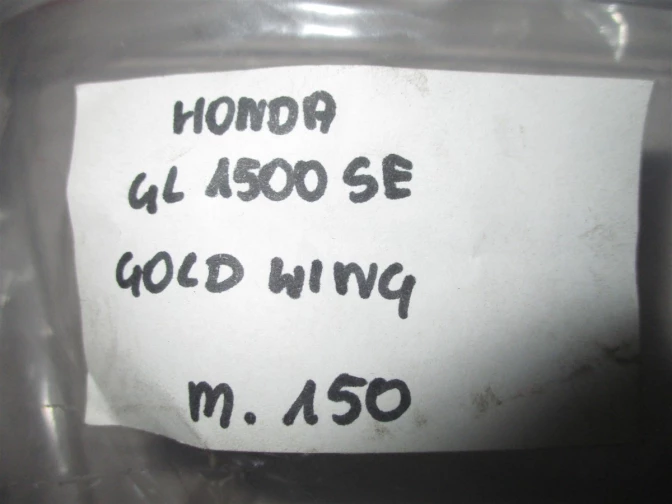 HONDA
GL 1500 SE
GOLD WING
m. 150